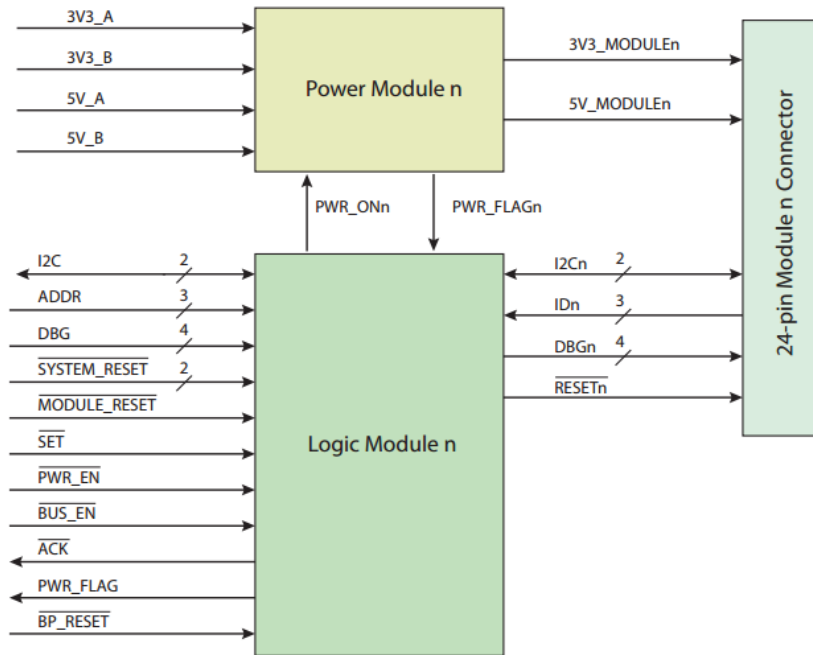 3V3_A
3V3_B
5V_A
5V_B
Power Module n
3V3_MODULEn
5V_MODULEn
24-pin Module n Connector
PWR_ONn
PWR_FLAGn
I2C
2
ADDR
3
DBG
4
SYSTEM_RESET
2
MODULE_RESET
SET
PWR_EN
BUS_EN
ACK
PWR_FLAG
BP_RESET
Logic Module n
I2Cn
2
IDn
3
DBGn
4
RESETn